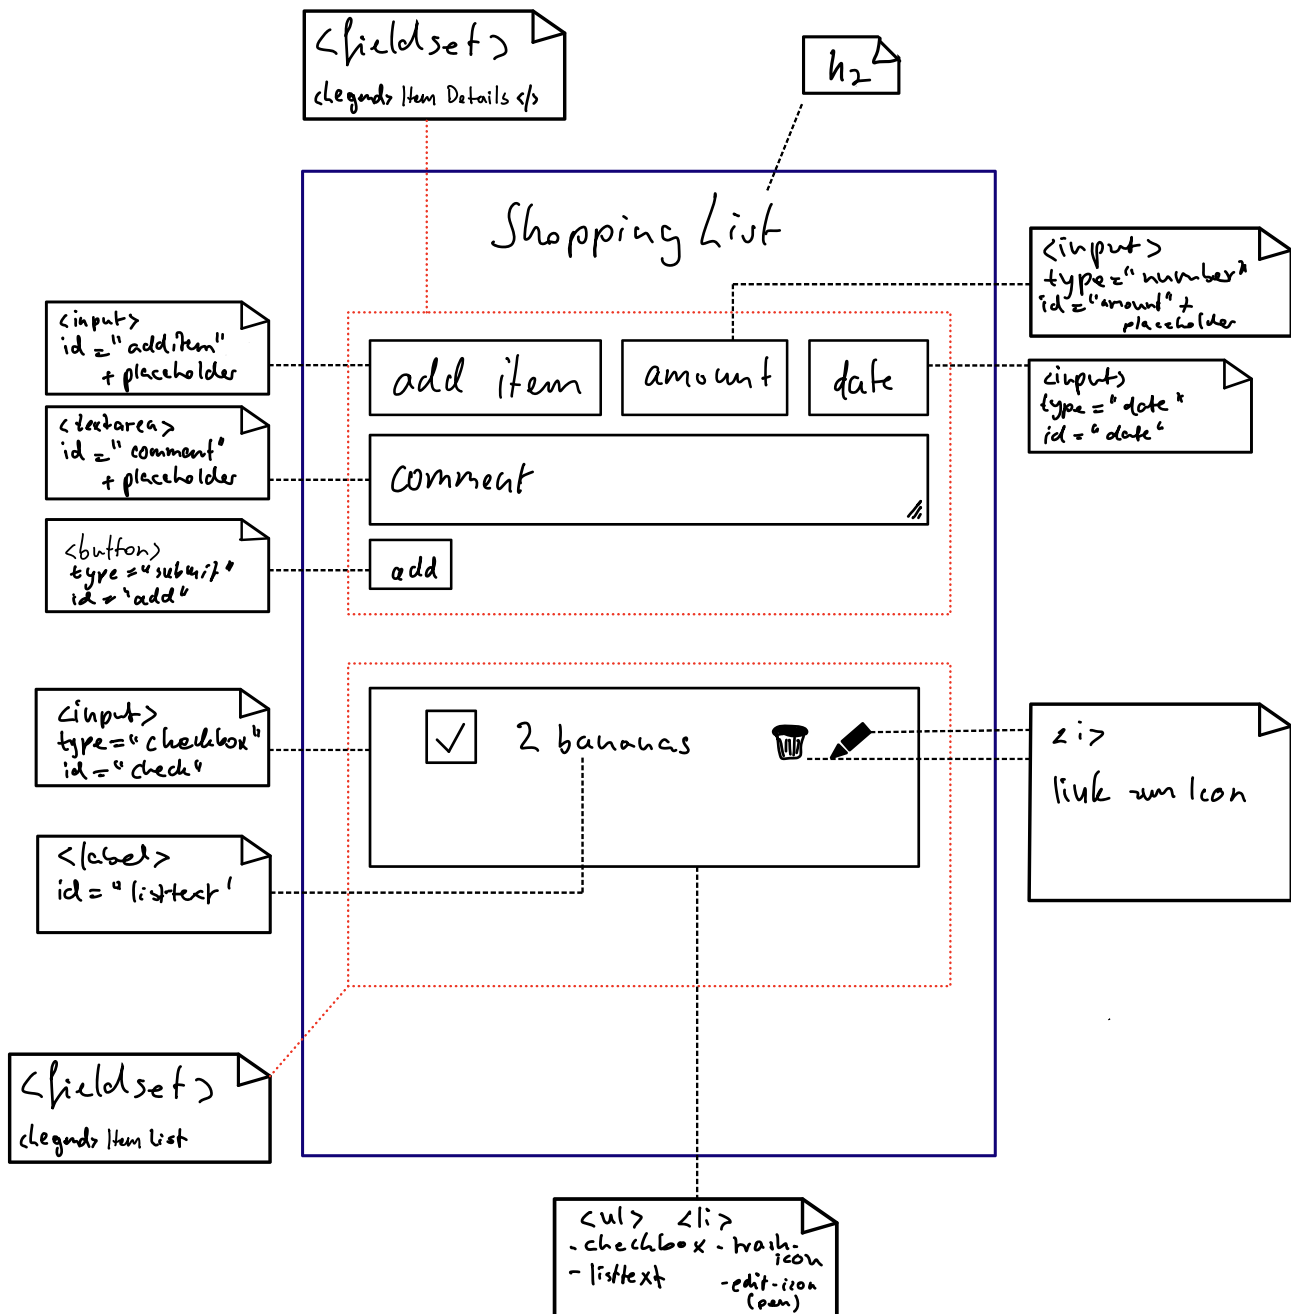 <fieldset>
<Legend> Item Details </>
h2
Shopping List
<input>
type="number"
id="amount" +
placeholder
<input>
id="additem"
+ placeholder
add item
amount
date
<input>
type="date"
id="date"
<textarea>
id="comment"
+ placeholder
comment
<button>
type="submit"
id="add"
add
<input>
type="checkbox"
id="check"
2 bananas
<i>
link zum Icon
<label>
id="listtext"
<fieldset>
<Legend> Item List
<ul> <li>
- checkbox - trash-
icon
- listtext
- edit-icon
(pen)